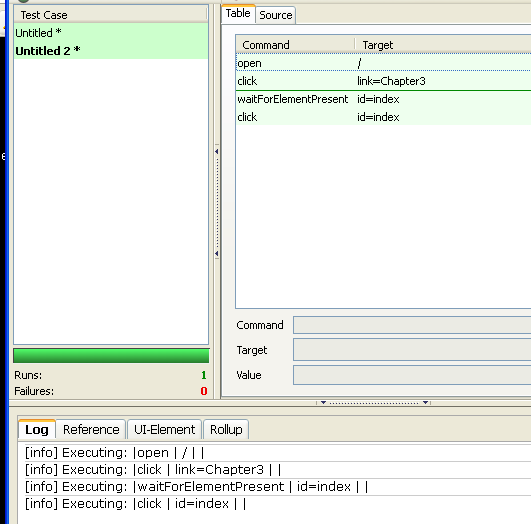 Test Case
Untitled *
Untitled 2 *
Runs: 1
Failures: 0
Table Source
Command Target
open /
click link=Chapter3
waitForElementPresent id=index
click id=index
Command
Target
Value
Log Reference UI-Element Rollup
[info] Executing: |open | / | |
[info] Executing: |click | link=Chapter3 | |
[info] Executing: |waitForElementPresent | id=index | |
[info] Executing: |click | id=index | |